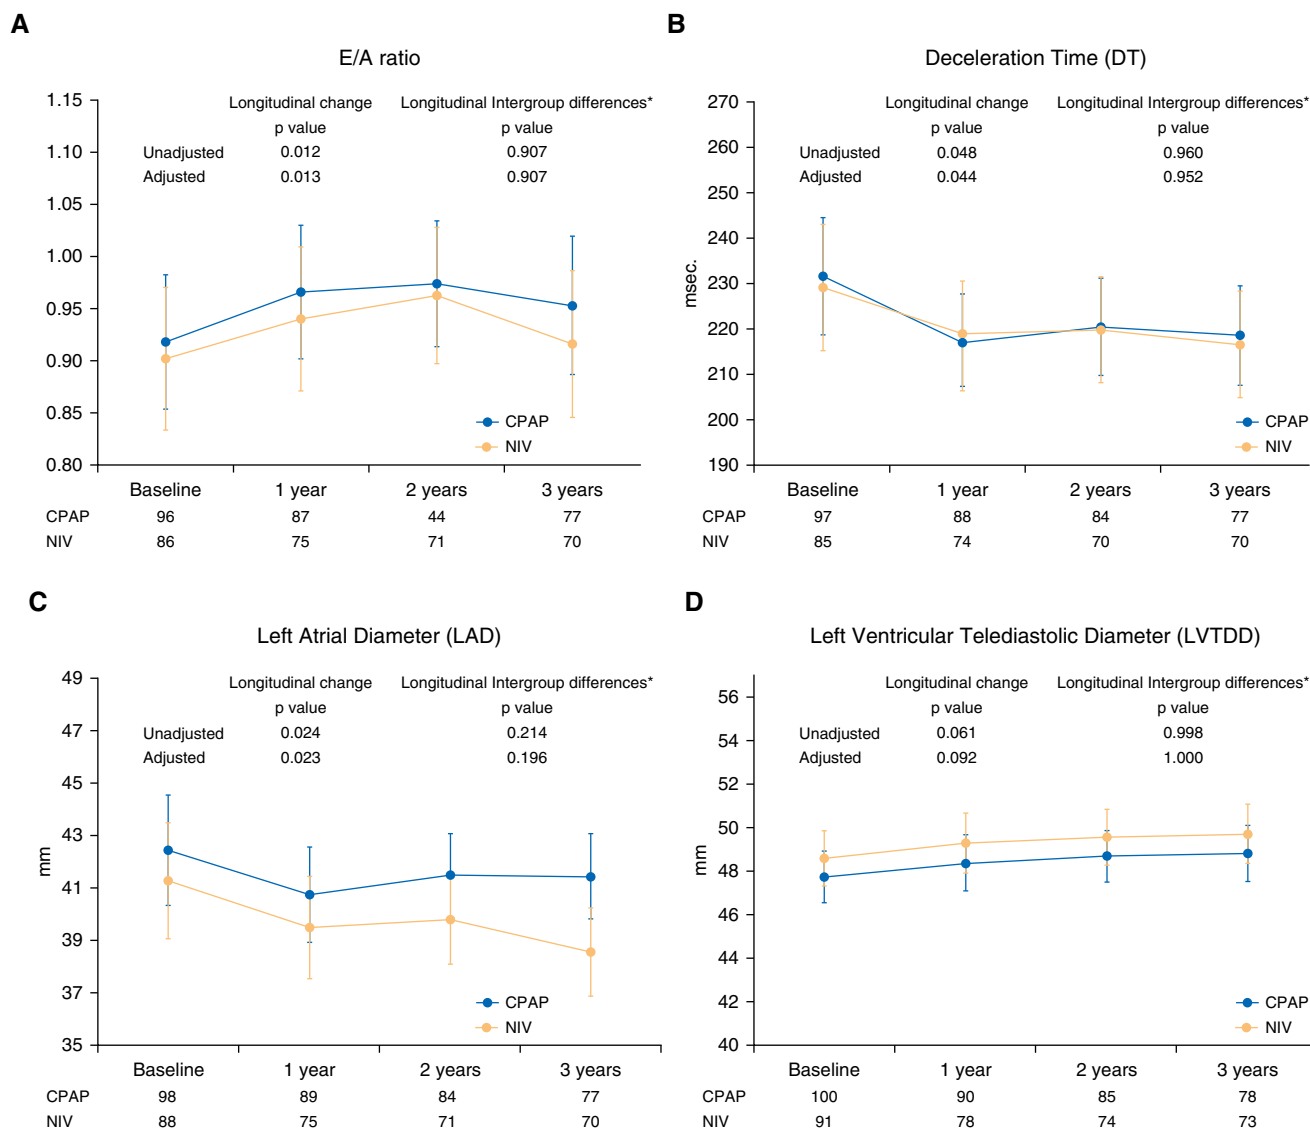 A
E/A ratio
Longitudinal change Longitudinal Intergroup differences*
p value p value
Unadjusted 0.012 0.907
Adjusted 0.013 0.907
1.15
1.10
1.05
1.00
0.95
0.90
0.85
0.80
CPAP
NIV
Baseline 1 year 2 years 3 years
CPAP 96 87 44 77
NIV 86 75 71 70
B
Deceleration Time (DT)
Longitudinal change Longitudinal Intergroup differences*
p value p value
Unadjusted 0.048 0.960
Adjusted 0.044 0.952
msec.
270
260
250
240
230
220
210
200
190
CPAP
NIV
Baseline 1 year 2 years 3 years
CPAP 97 88 84 77
NIV 85 74 70 70
C
Left Atrial Diameter (LAD)
Longitudinal change Longitudinal Intergroup differences*
p value p value
Unadjusted 0.024 0.214
Adjusted 0.023 0.196
mm
49
47
45
43
41
39
37
35
CPAP
NIV
Baseline 1 year 2 years 3 years
CPAP 98 89 84 77
NIV 88 75 71 70
D
Left Ventricular Telediastolic Diameter (LVTDD)
Longitudinal change Longitudinal Intergroup differences*
p value p value
Unadjusted 0.061 0.998
Adjusted 0.092 1.000
mm
56
54
52
50
48
46
44
42
40
CPAP
NIV
Baseline 1 year 2 years 3 years
CPAP 100 90 85 78
NIV 91 78 74 73